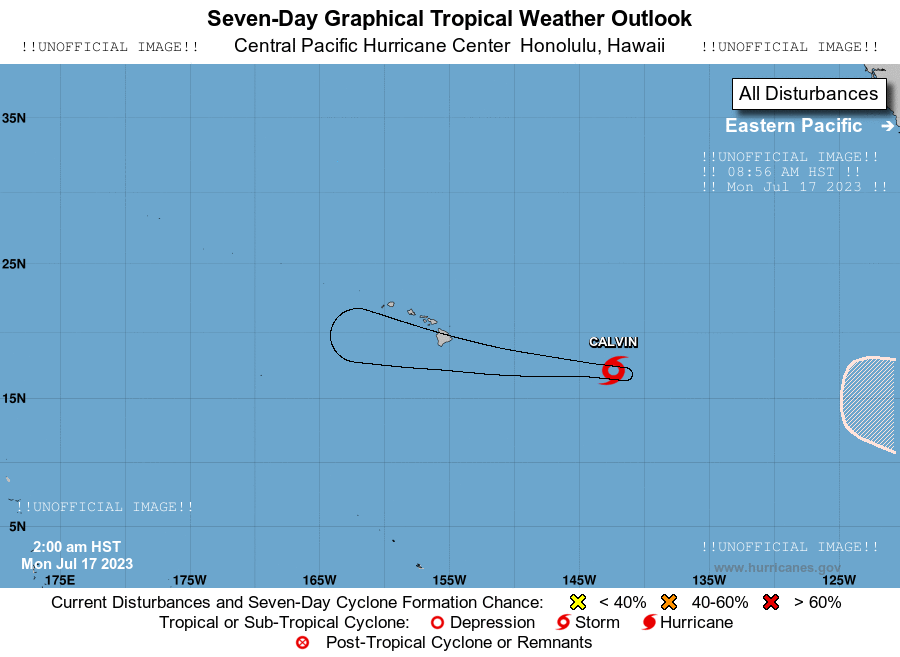 Seven-Day Graphical Tropical Weather Outlook
!!UNOFFICIAL IMAGE!! Central Pacific Hurricane Center Honolulu, Hawaii !!UNOFFICIAL IMAGE!!
All Disturbances
35N
Eastern Pacific ➔
!!UNOFFICIAL IMAGE!!
!! 08:56 AM HST !!
!! Mon Jul 17 2023 !!
25N
CALVIN
15N
!!UNOFFICIAL IMAGE!!
5N
2:00 am HST
Mon Jul 17 2023
!!UNOFFICIAL IMAGE!!
www.hurricanes.gov
175E 175W 165W 155W 145W 135W 125W
Current Disturbances and Seven-Day Cyclone Formation Chance: < 40% 40-60% > 60%
Tropical or Sub-Tropical Cyclone: Depression Storm Hurricane
Post-Tropical Cyclone or Remnants